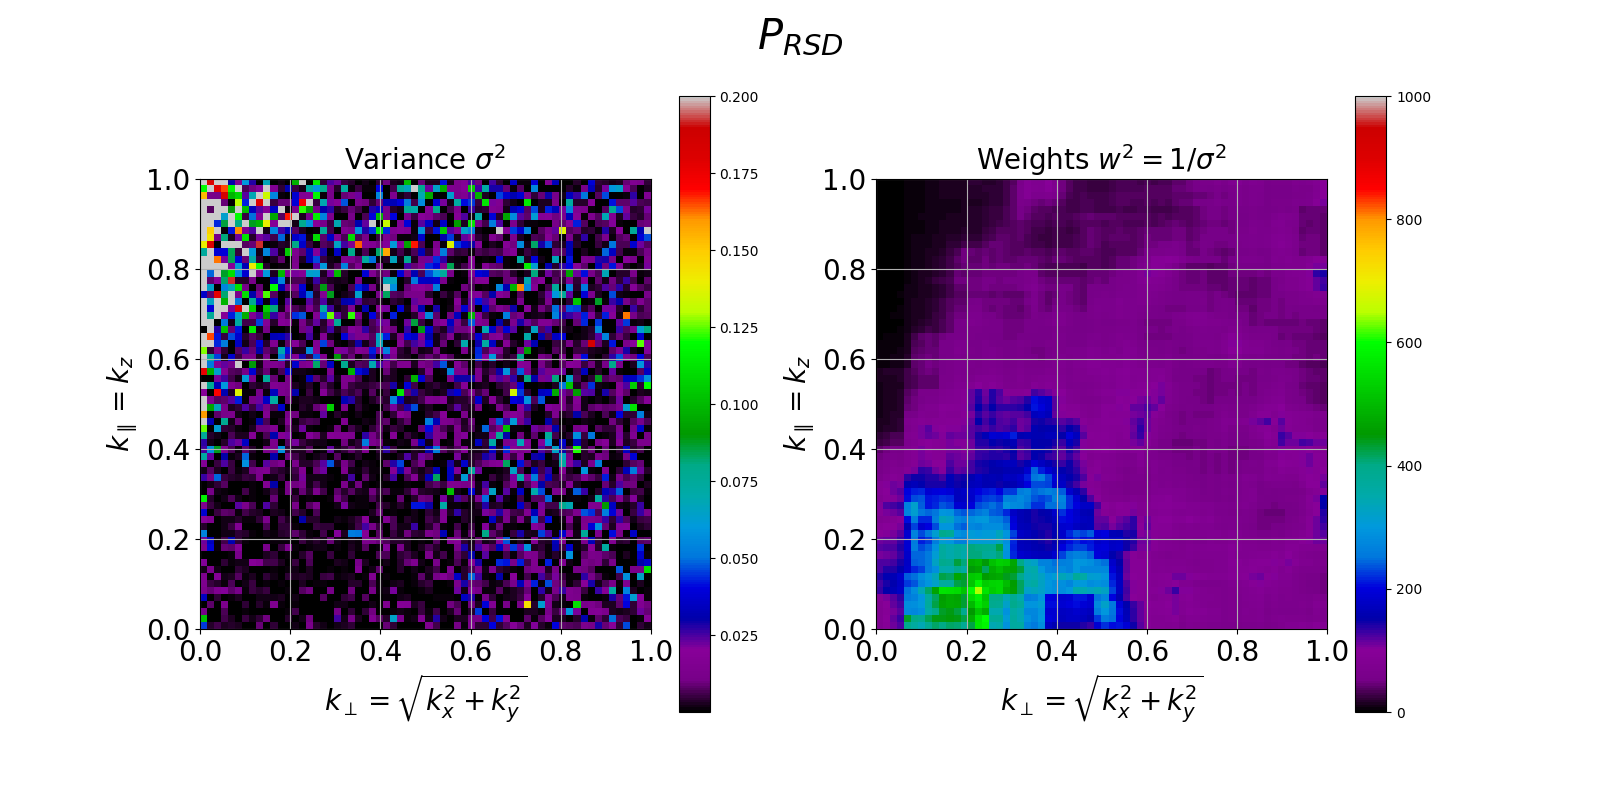 P_RSD
Variance σ²
Weights w² = 1/σ²
0.200
0.175
0.150
0.125
0.100
0.075
0.050
0.025
1000
800
600
400
200
0
1.0
0.8
0.6
0.4
0.2
0.0
k_∥ = k_z
0.0 0.2 0.4 0.6 0.8 1.0
k_⊥ = √(k_x² + k_y²)
1.0
0.8
0.6
0.4
0.2
0.0
k_∥ = k_z
0.0 0.2 0.4 0.6 0.8 1.0
k_⊥ = √(k_x² + k_y²)